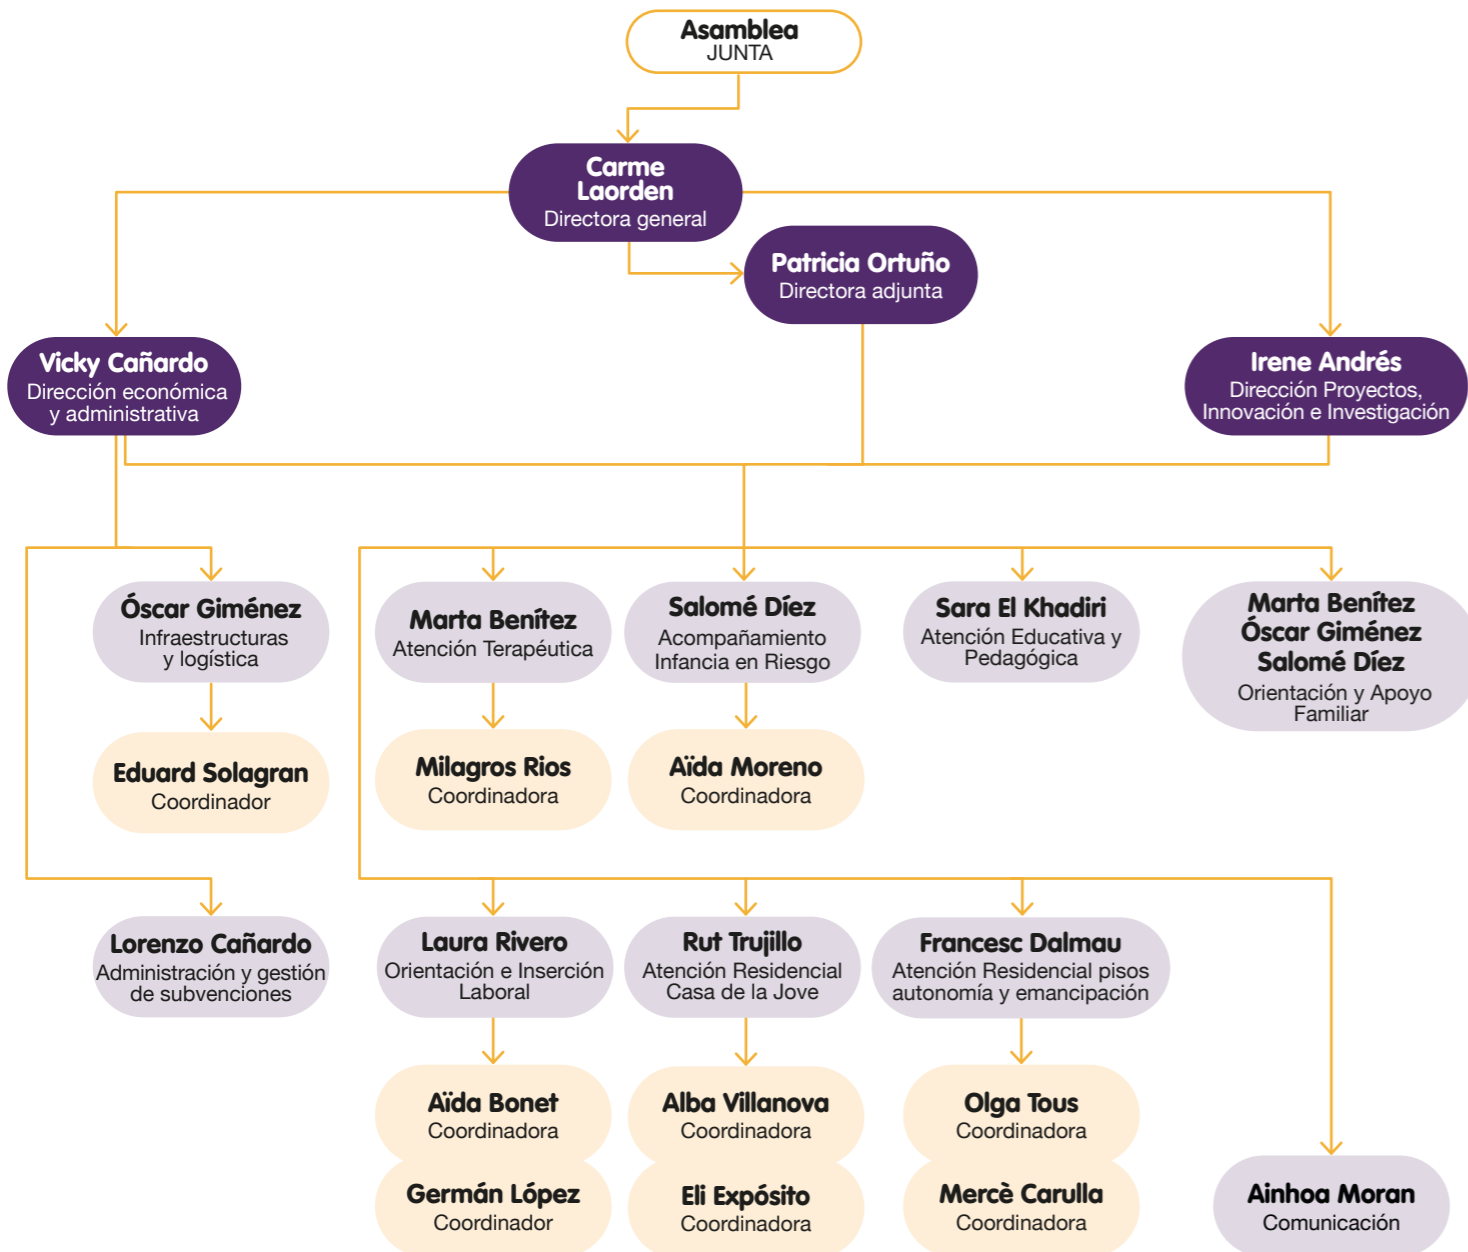 Asamblea
JUNTA
Carme
Laorden
Directora general
Patricia Ortuño
Directora adjunta
Vicky Cañardo
Dirección económica
y administrativa
Irene Andrés
Dirección Proyectos,
Innovación e Investigación
Óscar Giménez
Infraestructuras
y logística
Marta Benítez
Atención Terapéutica
Salomé Díez
Acompañamiento
Infancia en Riesgo
Sara El Khadiri
Atención Educativa y
Pedagógica
Marta Benítez
Óscar Giménez
Salomé Díez
Orientación y Apoyo
Familiar
Eduard Solagran
Coordinador
Milagros Rios
Coordinadora
Aïda Moreno
Coordinadora
Lorenzo Cañardo
Administración y gestión
de subvenciones
Laura Rivero
Orientación e Inserción
Laboral
Rut Trujillo
Atención Residencial
Casa de la Jove
Francesc Dalmau
Atención Residencial pisos
autonomía y emancipación
Aïda Bonet
Coordinadora
Alba Villanova
Coordinadora
Olga Tous
Coordinadora
Germán López
Coordinador
Eli Expósito
Coordinadora
Mercè Carulla
Coordinadora
Ainhoa Moran
Comunicación